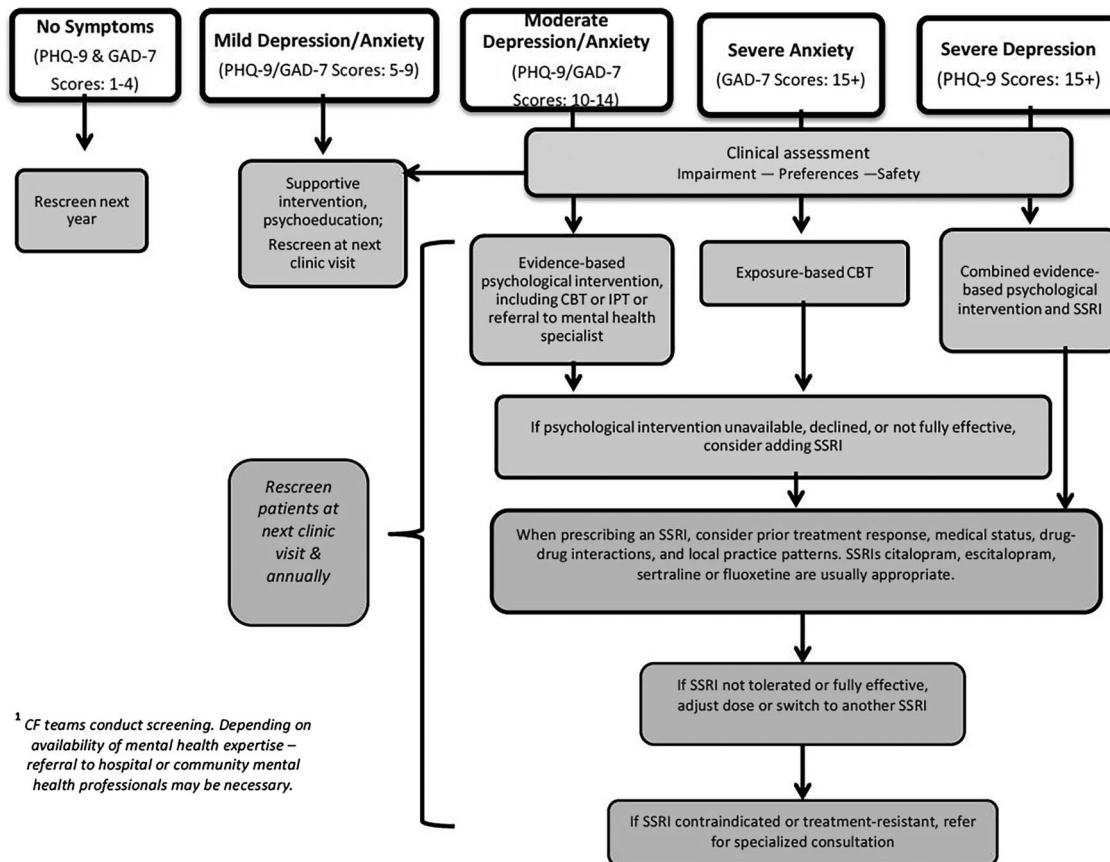 No Symptoms
(PHQ-9 & GAD-7
Scores: 1-4)
Mild Depression/Anxiety
(PHQ-9/GAD-7 Scores: 5-9)
Moderate
Depression/Anxiety
(PHQ-9/GAD-7
Scores: 10-14)
Severe Anxiety
(GAD-7 Scores: 15+)
Severe Depression
(PHQ-9 Scores: 15+)
Clinical assessment
Impairment — Preferences —Safety
Rescreen next
year
Supportive
intervention,
psychoeducation;
Rescreen at next
clinic visit
Evidence-based
psychological intervention,
including CBT or IPT or
referral to mental health
specialist
Exposure-based CBT
Combined evidence-
based psychological
intervention and SSRI
If psychological intervention unavailable, declined, or not fully effective,
consider adding SSRI
Rescreen
patients at
next clinic
visit &
annually
When prescribing an SSRI, consider prior treatment response, medical status, drug-
drug interactions, and local practice patterns. SSRIs citalopram, escitalopram,
sertraline or fluoxetine are usually appropriate.
If SSRI not tolerated or fully effective,
adjust dose or switch to another SSRI
1 CF teams conduct screening. Depending on
availability of mental health expertise –
referral to hospital or community mental
health professionals may be necessary.
If SSRI contraindicated or treatment-resistant, refer
for specialized consultation